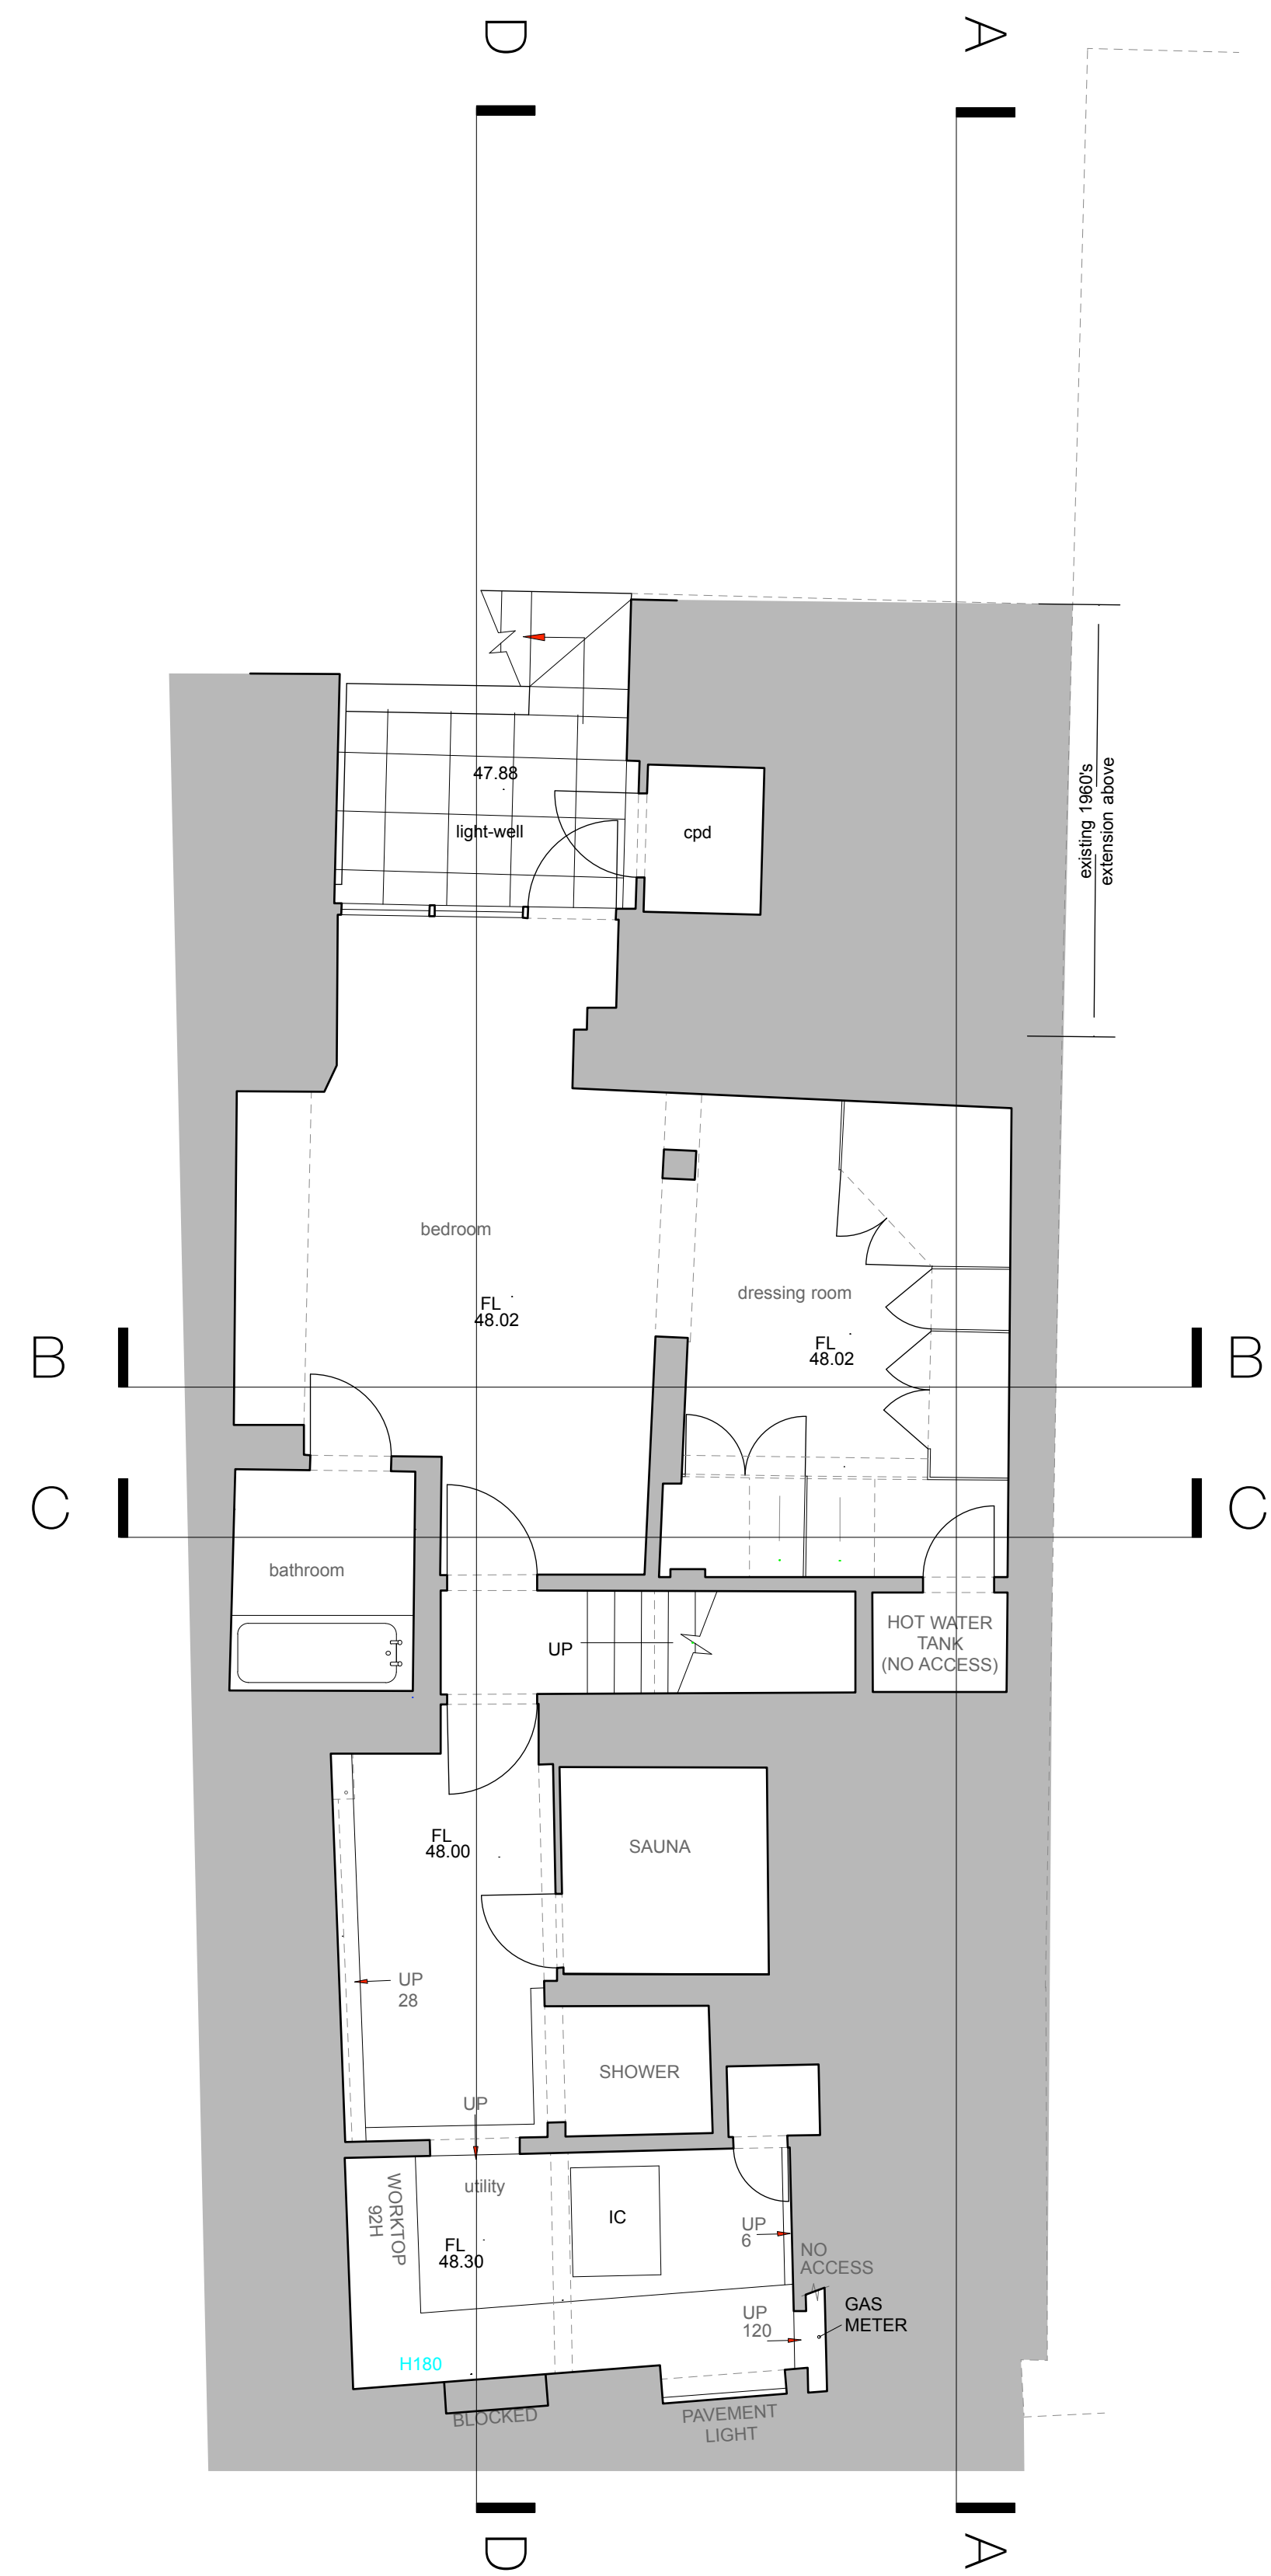 D
A
existing 1960's
extension above
47.88
light-well
cpd
bedroom
FL
48.02
dressing room
FL
48.02
B
B
C
C
bathroom
UP
HOT WATER
TANK
(NO ACCESS)
FL
48.00
SAUNA
UP
28
SHOWER
UP
utility
WORKTOP
92H
IC
FL
48.30
UP
6
NO
ACCESS
GAS
METER
UP
120
H180
BLOCKED
PAVEMENT
LIGHT
D
A